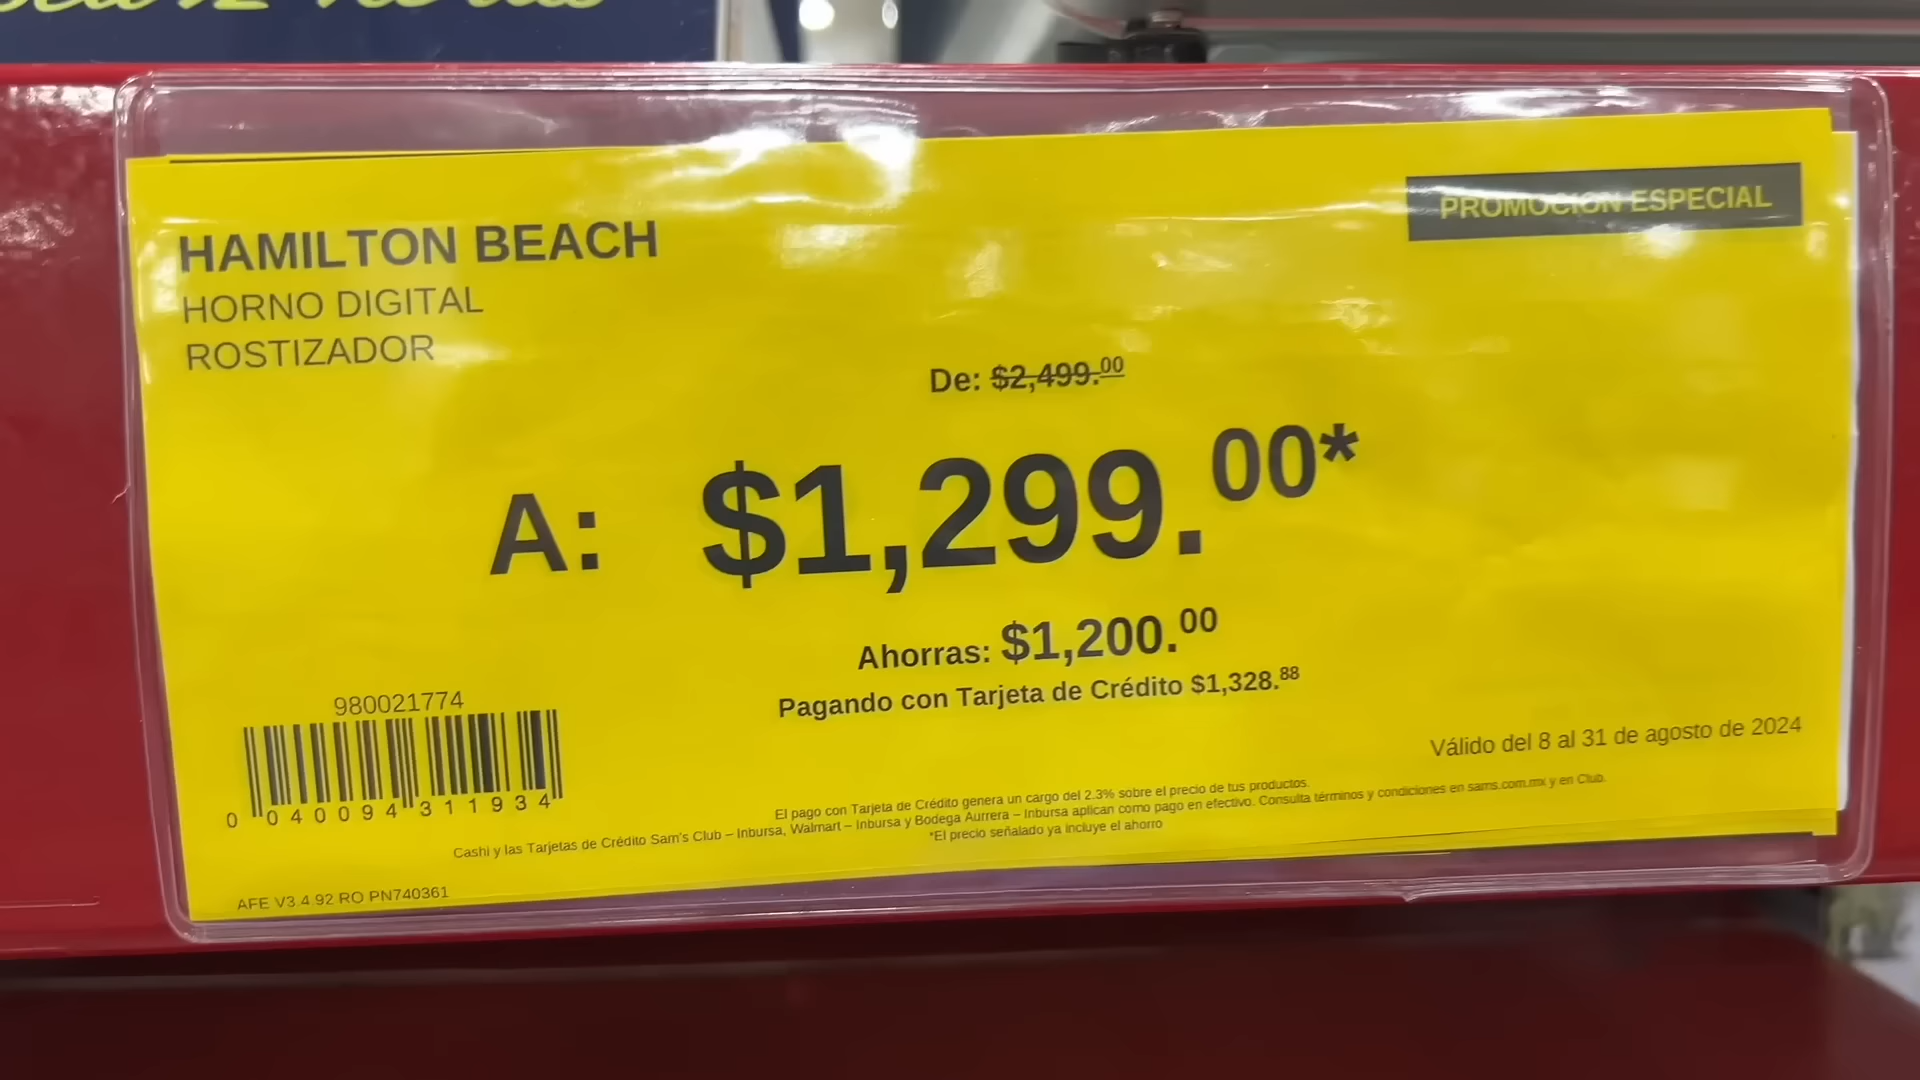 PROMOCION ESPECIAL
HAMILTON BEACH
HORNO DIGITAL
ROSTIZADOR
De: $2,499.00
A: $1,299.00*
Ahorras: $1,200.00
Pagando con Tarjeta de Crédito $1,328.88
980021774
0 040094 311934
Válido del 8 al 31 de agosto de 2024
El pago con Tarjeta de Crédito genera un cargo del 2.3% sobre el precio de tus productos.
Cashi y las Tarjetas de Crédito Sam's Club – Inbursa, Walmart – Inbursa y Bodega Aurrera – Inbursa aplican como pago en efectivo. Consulta términos y condiciones en sams.com.mx y en Club.
*El precio señalado ya incluye el ahorro
AFE V3.4.92 RO PN740361